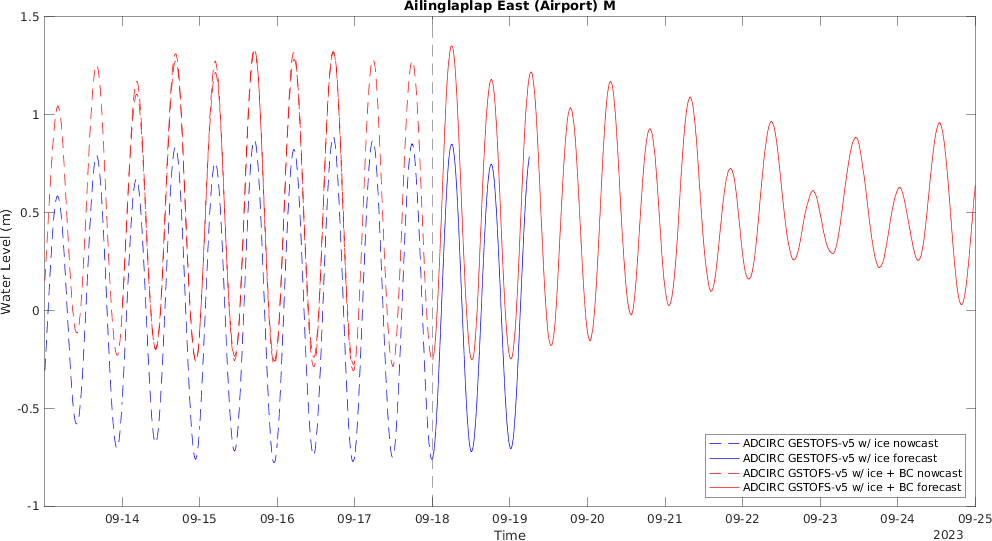 Ailinglaplap East (Airport) M
1.5
1
0.5
0
-0.5
-1
Water Level (m)
09-14 09-15 09-16 09-17 09-18 09-19 09-20 09-21 09-22 09-23 09-24 09-25
Time
2023
ADCIRC GESTOFS-v5 w/ ice nowcast
ADCIRC GESTOFS-v5 w/ ice forecast
ADCIRC GSTOFS-v5 w/ ice + BC nowcast
ADCIRC GSTOFS-v5 w/ ice + BC forecast